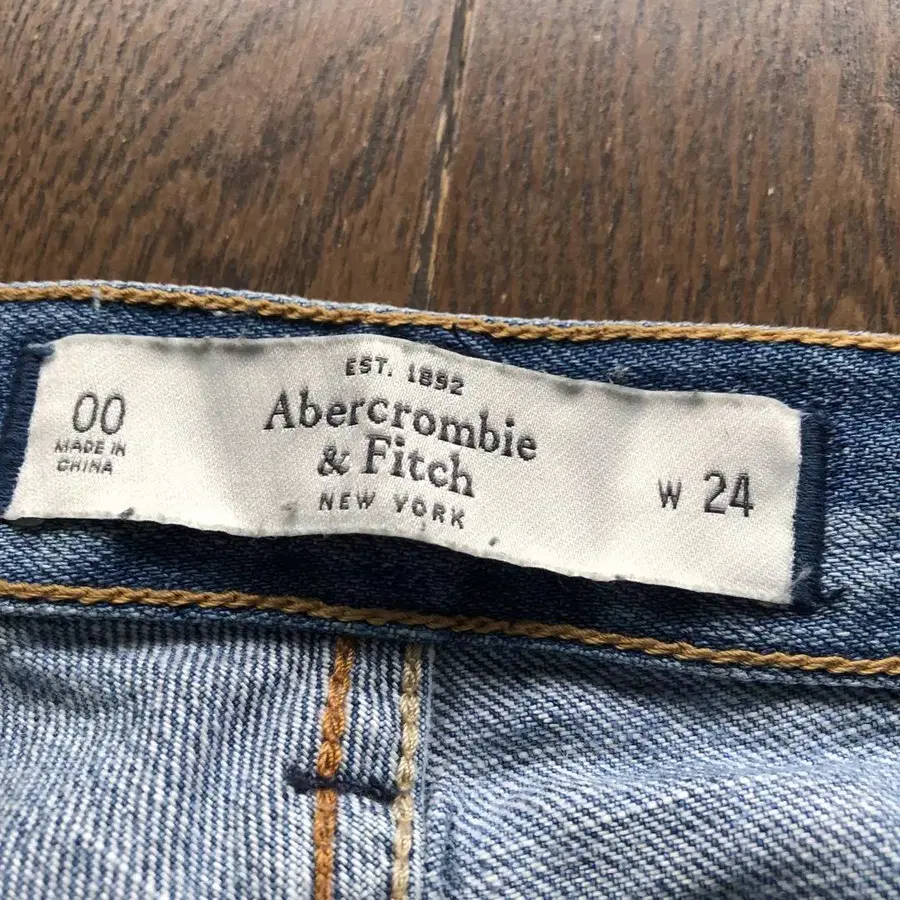 00
MADE IN
CHINA
EST. 1892
Abercrombie
& Fitch
NEW YORK
W 24